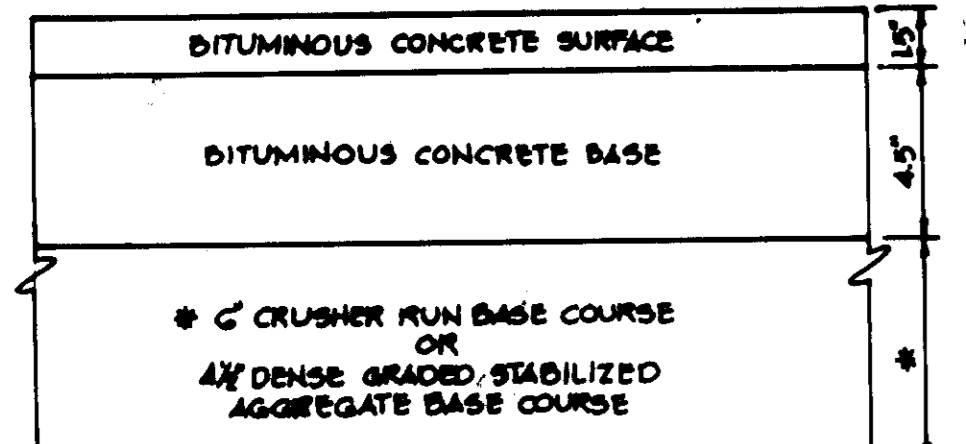 BITUMINOUS CONCRETE SURFACE
1.5"
BITUMINOUS CONCRETE BASE
4.5"
* 6" CRUSHER RUN BASE COURSE
OR
4½" DENSE GRADED STABILIZED
AGGREGATE BASE COURSE
*